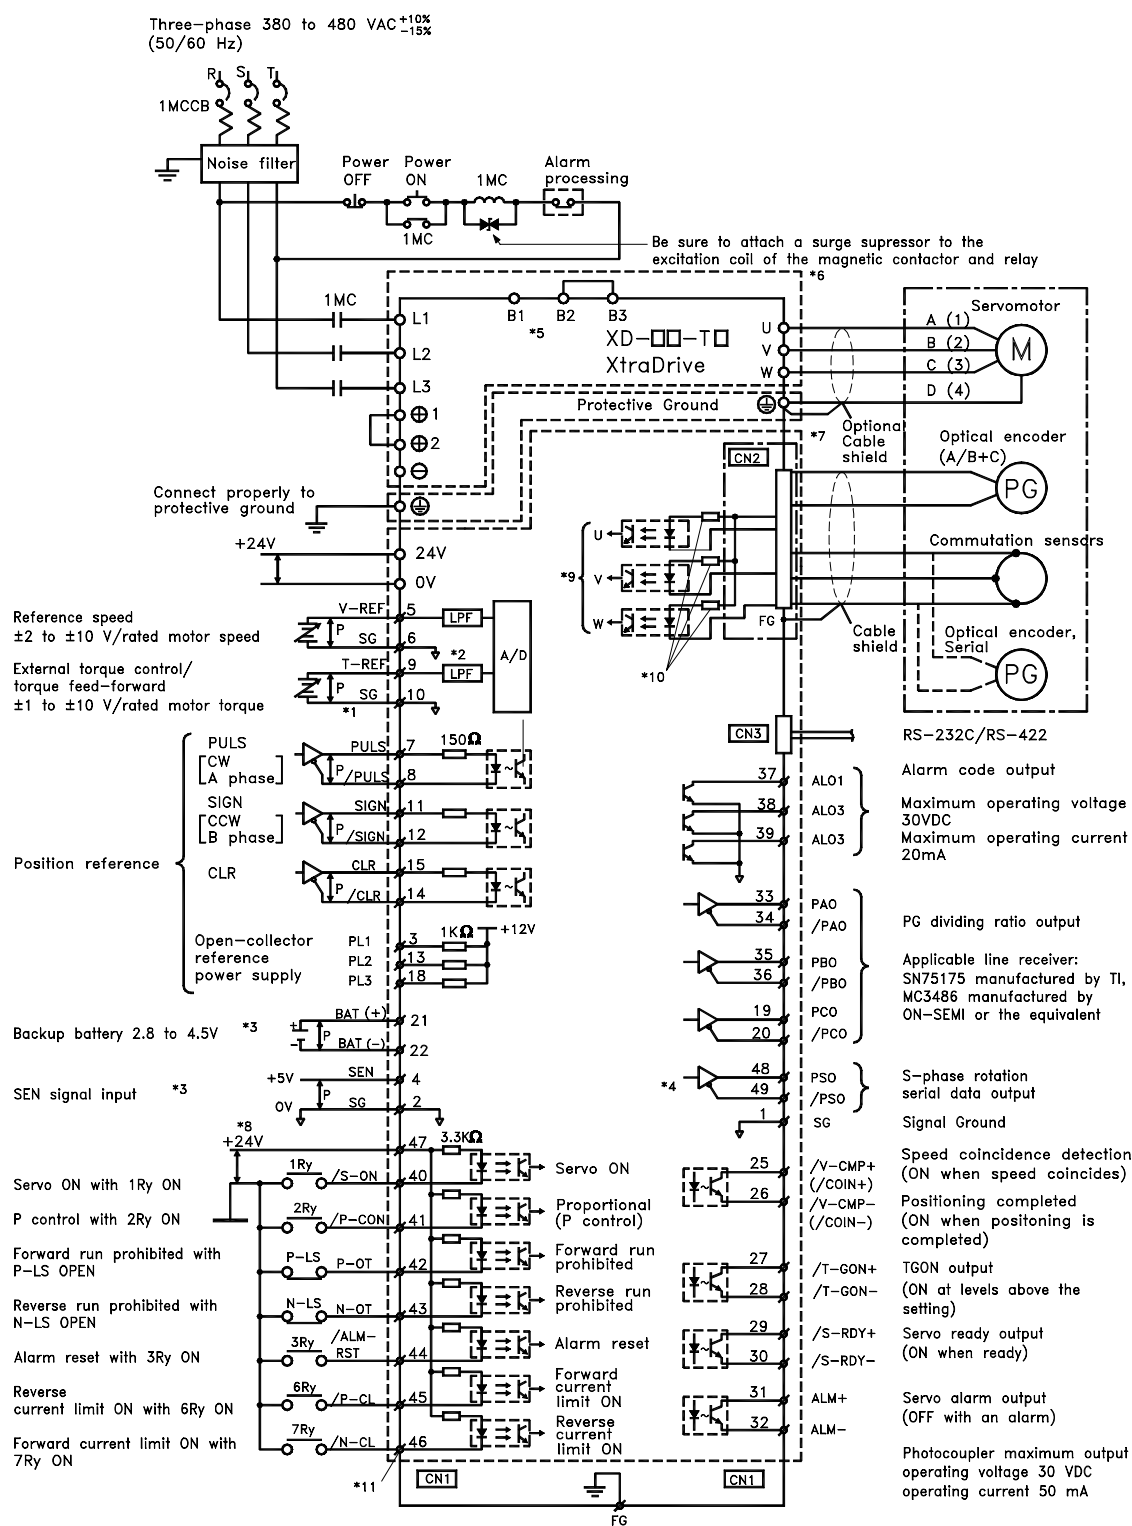 Three-phase 380 to 480 VAC +10% -15%
(50/60 Hz)
R S T
1MCCB
Noise filter
Power OFF
Power ON
1MC
Alarm processing
1MC
Be sure to attach a surge supressor to the
excitation coil of the magnetic contactor and relay
*6
1MC
L1
L2
L3
1
2
B1 B2 B3
*5
XD-□□-T□
XtraDrive
U
V
W
Protective Ground
A (1)
B (2)
C (3)
D (4)
Servomotor
M
Optiona
Cable
shield
*7
Optical encoder
(A/B+C)
PG
CN2
Connect properly to
protective ground
+24V
24V
0V
*9
U
V
W
*10
FG
Cable
shield
Commutation sensors
Optical encoder,
Serial
PG
Reference speed
±2 to ±10 V/rated motor speed
V-REF 5
P
SG 6
LPF
*2
A/D
External torque control/
torque feed-forward
±1 to ±10 V/rated motor torque
T-REF 9
P
SG 10
*1
LPF
CN3
RS-232C/RS-422
Position reference
PULS
CW
A phase
PULS 7
P
/PULS 8
150Ω
SIGN
CCW
B phase
SIGN 11
P
/SIGN 12
CLR
CLR 15
P
/CLR 14
Open-collector
reference
power supply
PL1 3
PL2 13
PL3 18
1KΩ
+12V
37 ALO1
38 ALO3
39 ALO3
Alarm code output
Maximum operating voltage
30VDC
Maximum operating current
20mA
33 PAO
34 /PAO
35 PBO
36 /PBO
19 PCO
20 /PCO
PG dividing ratio output
Applicable line receiver:
SN75175 manufactured by TI,
MC3486 manufactured by
ON-SEMI or the equivalent
Backup battery 2.8 to 4.5V *3
+
-
P
BAT (+) 21
BAT (-) 22
SEN signal input *3
+5V SEN 4
P
0V SG 2
*4
48 PSO
49 /PSO
S-phase rotation
serial data output
1 SG
Signal Ground
*8
+24V
47
3.3KΩ
Servo ON with 1Ry ON
1Ry
/S-ON 40
Servo ON
P control with 2Ry ON
2Ry
/P-CON 41
Proportional
(P control)
Forward run prohibited with
P-LS OPEN
P-LS
P-OT 42
Forward run
prohibited
Reverse run prohibited with
N-LS OPEN
N-LS
N-OT 43
Reverse run
prohibited
Alarm reset with 3Ry ON
3Ry
/ALM-
RST 44
Alarm reset
Reverse
current limit ON with 6Ry ON
6Ry
/P-CL 45
Forward
current
limit ON
Forward current limit ON with
7Ry ON
7Ry
/N-CL 46
Reverse
current
limit ON
*11
25 /V-CMP+
(/COIN+)
26 /V-CMP-
(/COIN-)
Speed coincidence detection
(ON when speed coincides)
Positioning completed
(ON when positoning is
completed)
27 /T-GON+
28 /T-GON-
TGON output
(ON at levels above the
setting)
29 /S-RDY+
30 /S-RDY-
Servo ready output
(ON when ready)
31 ALM+
32 ALM-
Servo alarm output
(OFF with an alarm)
Photocoupler maximum output
operating voltage 30 VDC
operating current 50 mA
CN1
CN1
FG